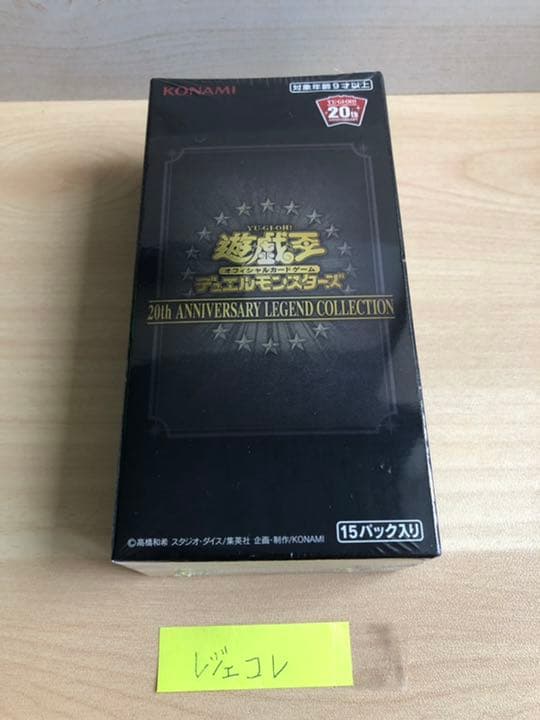 KONAMI
対象年齢9才以上
YU-GI-OH!
20th
ANNIVERSARY
YU-GI-OH!
遊戯王
オフィシャルカードゲーム
デュエルモンスターズ
20th ANNIVERSARY LEGEND COLLECTION
©高橋和希 スタジオ・ダイス/集英社 企画・制作/KONAMI
15パック入り
レジェコレ